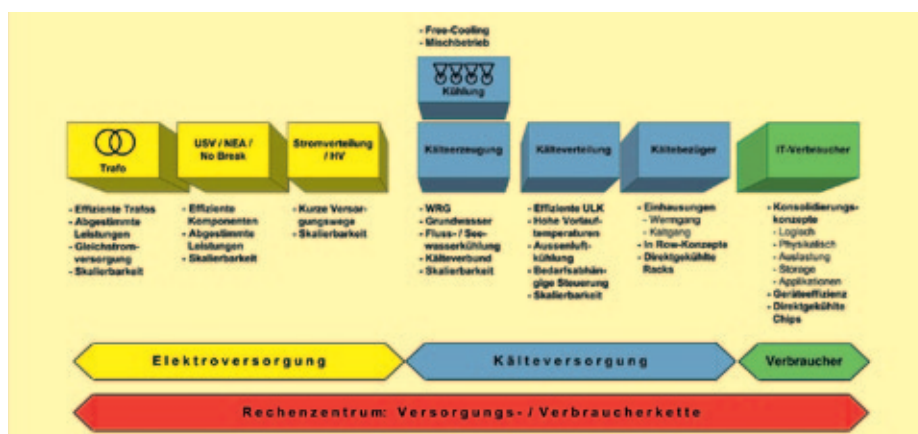 - Free-Cooling
- Mischbetrieb
Kühlung
Trafo
USV / NEA /
No Break
Stromverteilung
/ HV
Kälteerzeugung
Kälteverteilung
Kältebezüger
IT-Verbraucher
- Effiziente Trafos
- Abgestimmte
Leistungen
- Gleichstrom-
versorgung
- Skalierbarkeit
- Effiziente
Komponenten
- Abgestimmte
Leistungen
- Skalierbarkeit
- Kurze Versor-
gungswege
- Skalierbarkeit
- WRG
- Grundwasser
- Fluss- / See-
wasserkühlung
- Kälteverbund
- Skalierbarkeit
- Effiziente ULK
- Hohe Vorlauf-
temperaturen
- Aussenluft-
kühlung
- Bedarfsabhän-
gige Steuerung
- Skalierbarkeit
- Einhausungen
- Warmgang
- Kaltgang
- In Row-Konzepte
- Direktgekühlte
Racks
- Konsolidierungs-
konzepte
- Logisch
- Physikalisch
- Auslastung
- Storage
- Applikationen
- Geräteeffizienz
- Direktgekühlte
Chips
Elektroversorgung
Kälteversorgung
Verbraucher
Rechenzentrum: Versorgungs- / Verbraucherkette